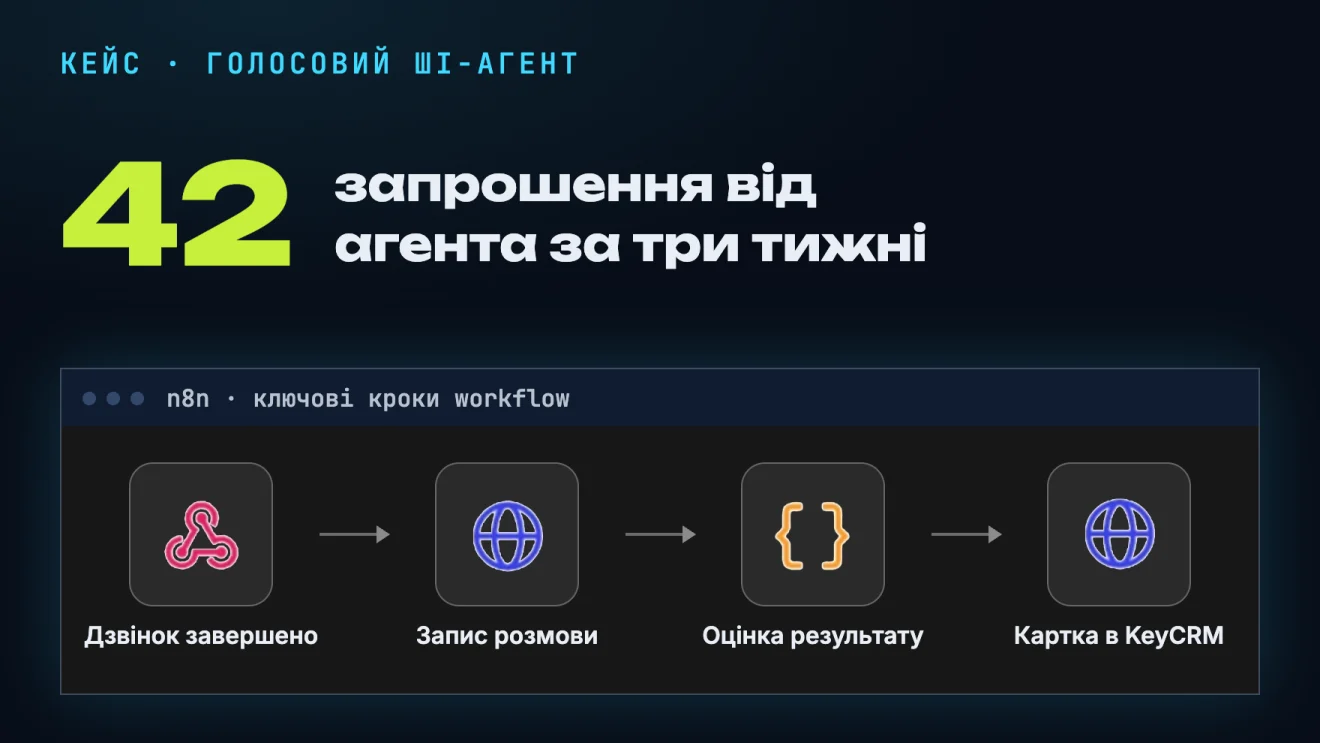 КЕЙС · ГОЛОСОВИЙ ШІ-АГЕНТ
42
запрошення від
агента за три тижні
n8n · ключові кроки workflow
Дзвінок завершено
Запис розмови
Оцінка результату
Картка в KeyCRM